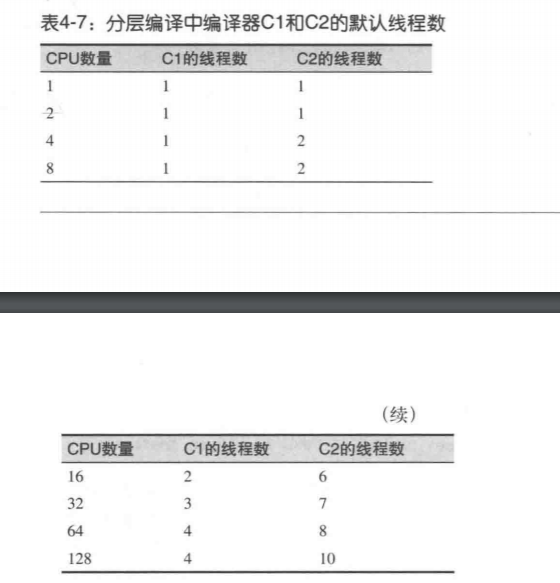 表4-7：分层编译中编译器C1和C2的默认线程数
CPU数量 C1的线程数 C2的线程数
1 1 1
2 1 1
4 1 2
8 1 2
（续）
CPU数量 C1的线程数 C2的线程数
16 2 6
32 3 7
64 4 8
128 4 10